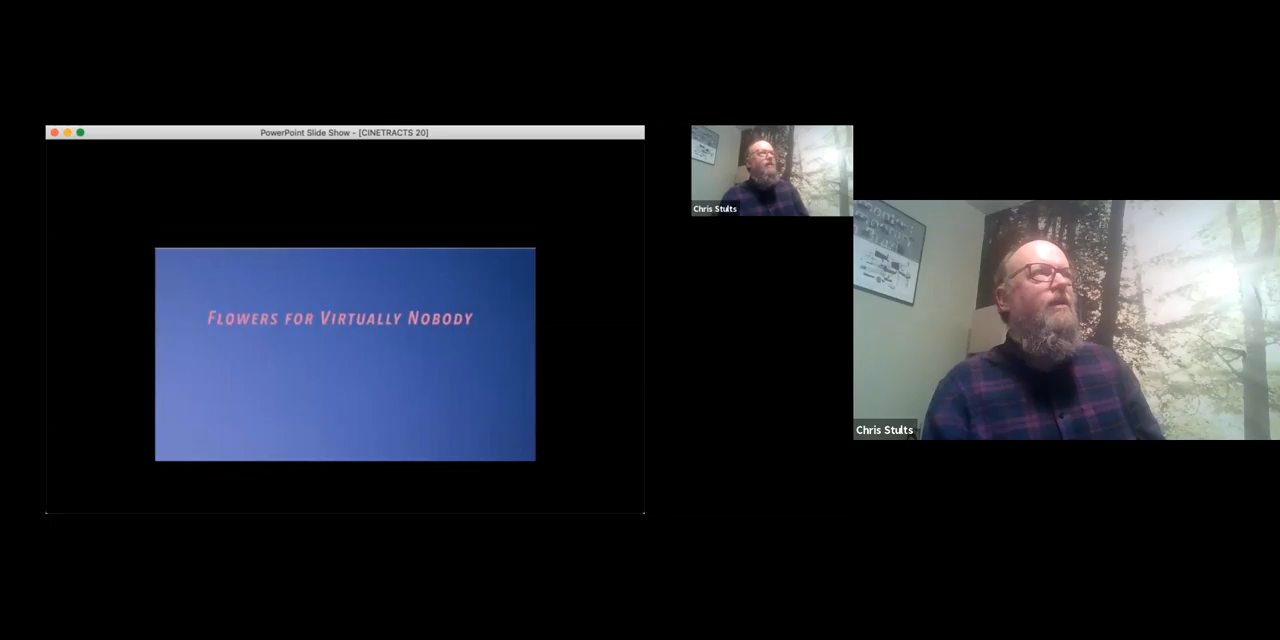 PowerPoint Slide Show - [CINETRACTS 20]
FLOWERS FOR VIRTUALLY NOBODY
Chris Stults
Chris Stults